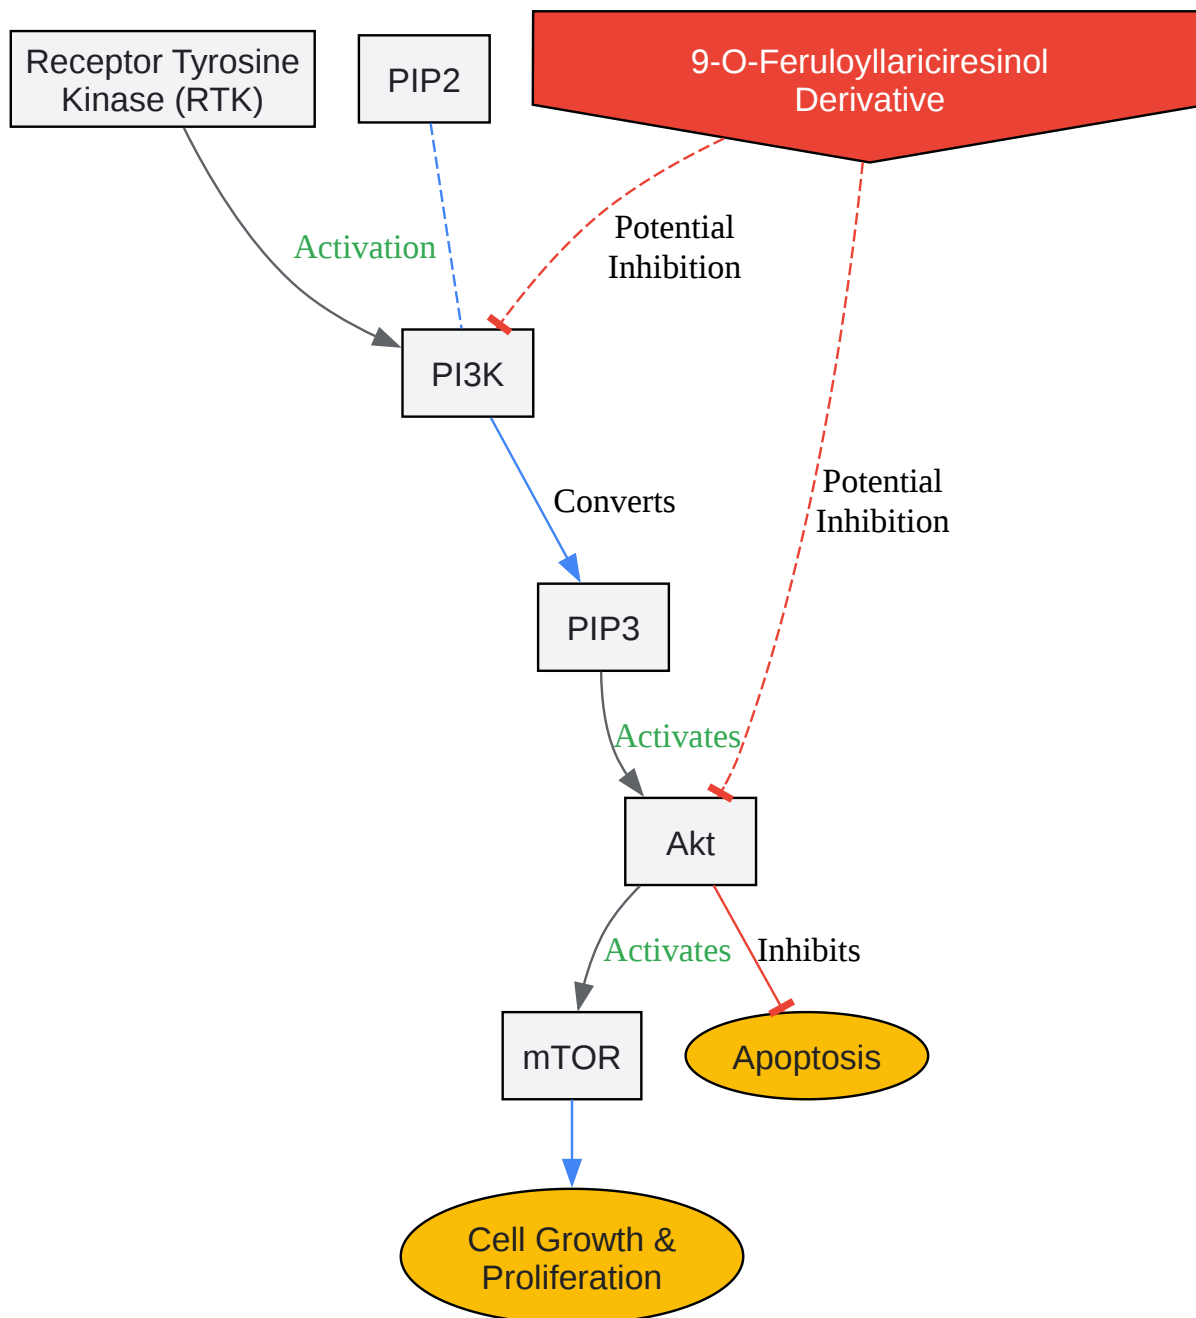 Receptor Tyrosine
Kinase (RTK)
PIP2
9-O-Feruloyllariciresinol
Derivative
Activation
Potential
Inhibition
PI3K
Converts
Potential
Inhibition
PIP3
Activates
Akt
Activates
Inhibits
mTOR
Apoptosis
Cell Growth &
Proliferation